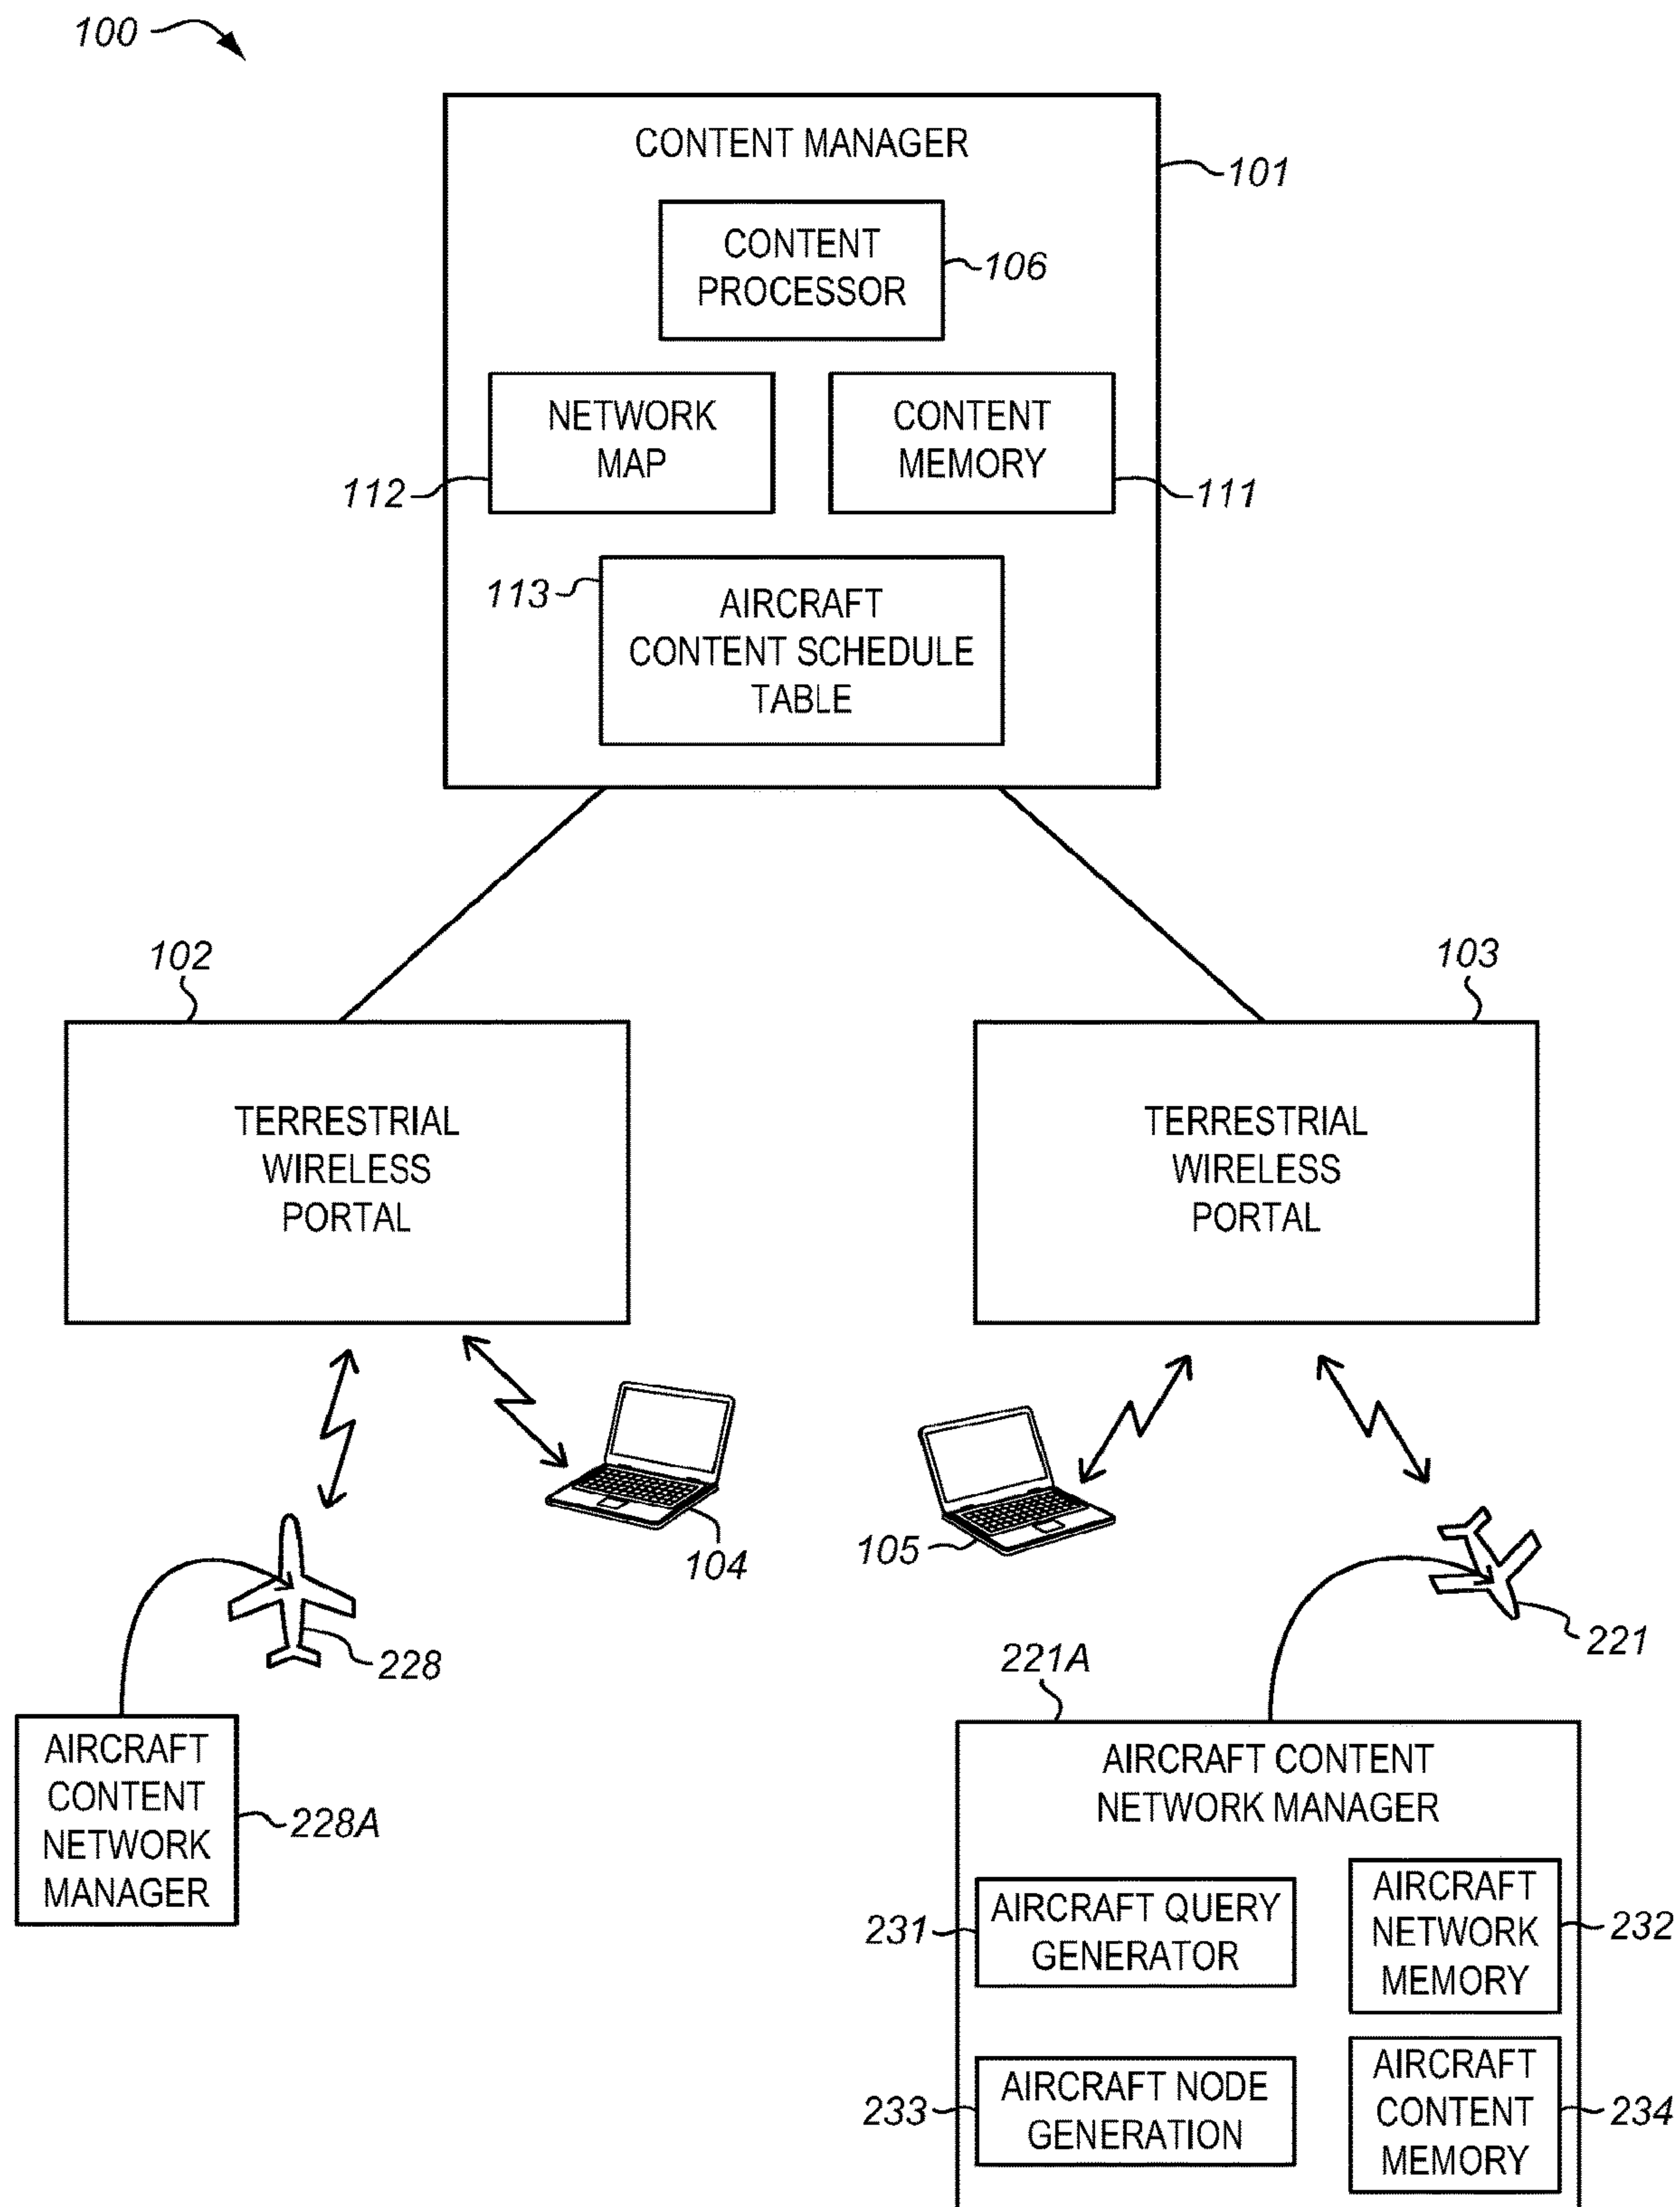 100
CONTENT MANAGER
101
CONTENT
PROCESSOR
106
NETWORK
MAP
112
CONTENT
MEMORY
111
113
AIRCRAFT
CONTENT SCHEDULE
TABLE
102
103
TERRESTRIAL
WIRELESS
PORTAL
TERRESTRIAL
WIRELESS
PORTAL
104
105
228
221
221A
AIRCRAFT
CONTENT
NETWORK
MANAGER
228A
AIRCRAFT CONTENT
NETWORK MANAGER
231
AIRCRAFT QUERY
GENERATOR
AIRCRAFT
NETWORK
MEMORY
232
233
AIRCRAFT NODE
GENERATION
AIRCRAFT
CONTENT
MEMORY
234